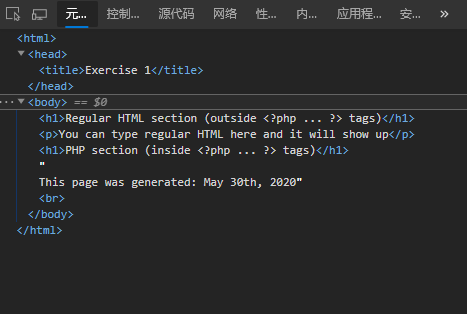 元... 控制... 源代码 网络 性... 内... 应用程... 安... »
<html>
<head>
<title>Exercise 1</title>
</head>
... <body> == $0
<h1>Regular HTML section (outside <?php ... ?> tags)</h1>
<p>You can type regular HTML here and it will show up</p>
<h1>PHP section (inside <?php ... ?> tags)</h1>
"
This page was generated: May 30th, 2020"
<br>
</body>
</html>